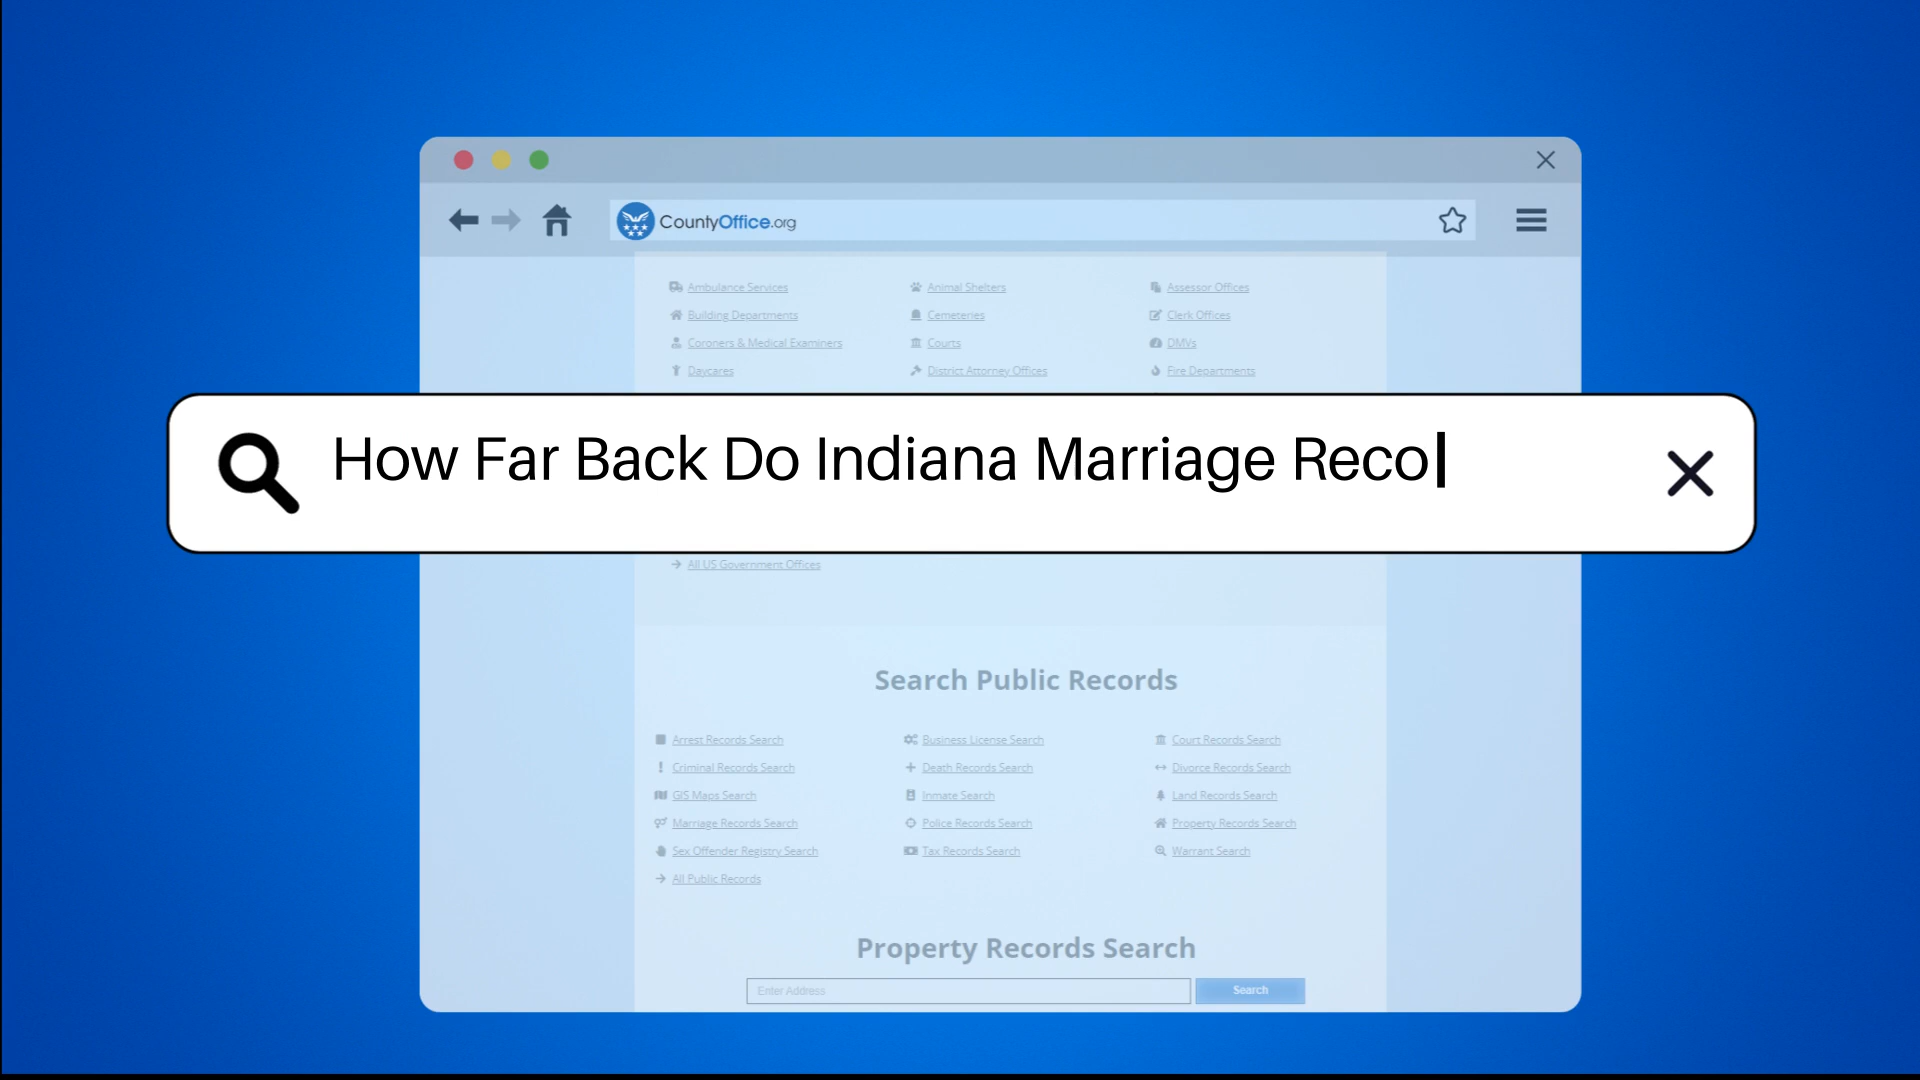 CountyOffice.org
Ambulance Services Animal Shelters Assessor Offices
Building Departments Cemeteries Clerk Offices
Coroners & Medical Examiners Courts DMVs
Daycares District Attorney Offices Fire Departments
How Far Back Do Indiana Marriage Reco
All US Government Offices
Search Public Records
Arrest Records Search Business License Search Court Records Search
Criminal Records Search Death Records Search Divorce Records Search
GIS Maps Search Inmate Search Land Records Search
Marriage Records Search Police Records Search Property Records Search
Sex Offender Registry Search Tax Records Search Warrant Search
All Public Records
Property Records Search
Enter Address Search